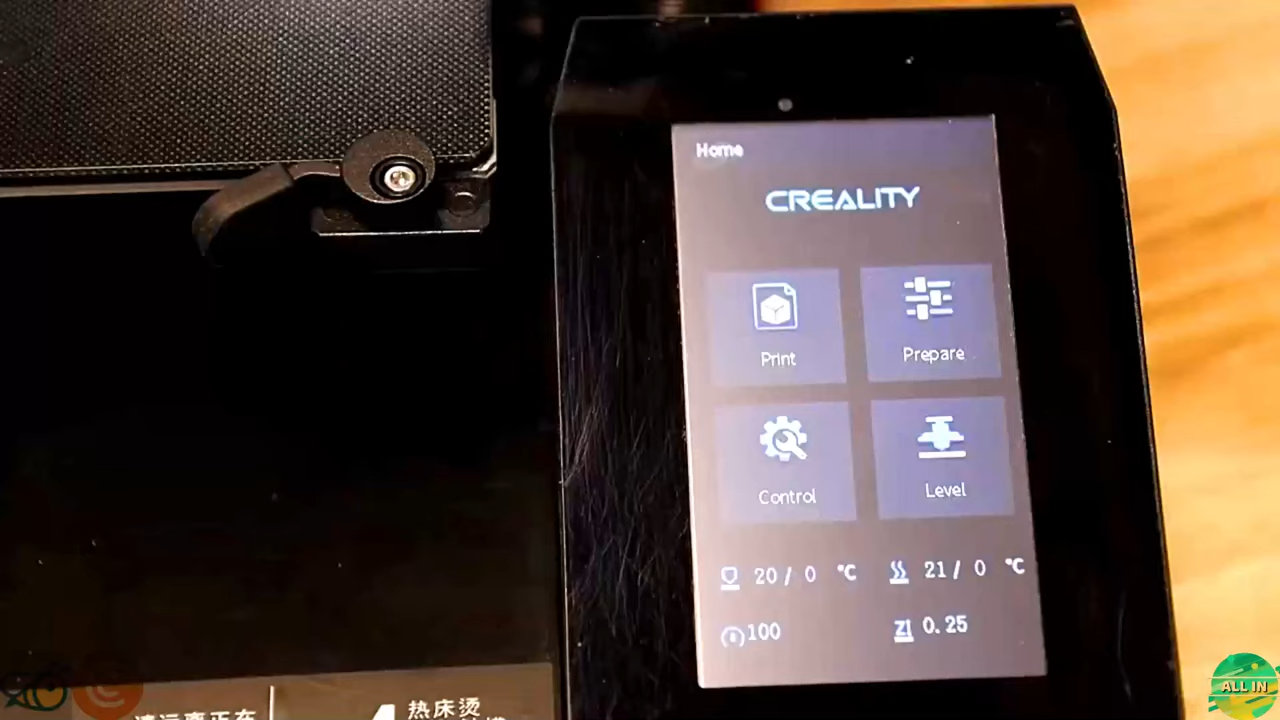 Home
CREALITY
Print
Prepare
Control
Level
20 / 0 °C
21 / 0 °C
100
Z 0.25
热床烫
ALL IN